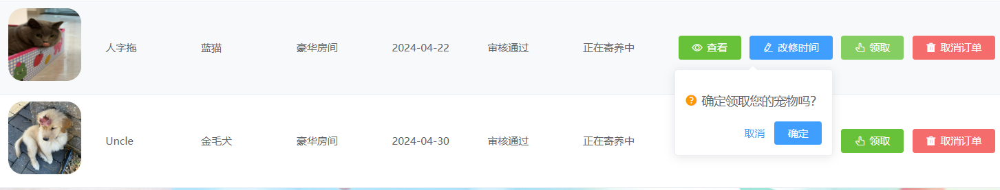 人字拖 蓝猫 豪华房间 2024-04-22 审核通过 正在寄养中 查看 改修时间 领取 取消订单
确定领取您的宠物吗？
取消 确定
Uncle 金毛犬 豪华房间 2024-04-30 审核通过 正在寄养中 领取 取消订单